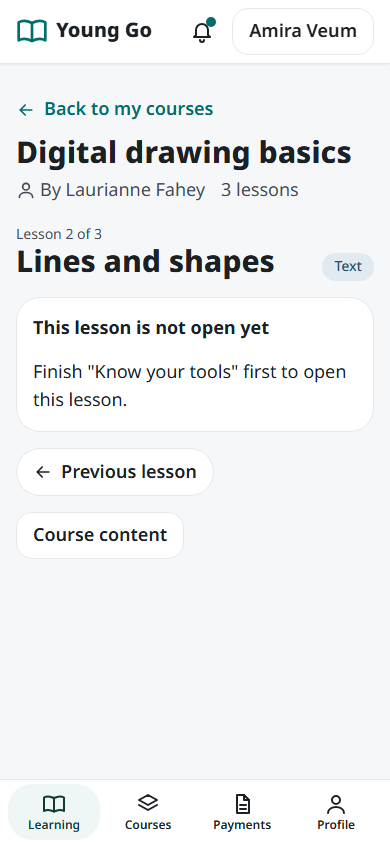 Young Go
Amira Veum
Back to my courses
Digital drawing basics
By Laurianne Fahey 3 lessons
Lesson 2 of 3
Lines and shapes
Text
This lesson is not open yet
Finish "Know your tools" first to open
this lesson.
Previous lesson
Course content
Learning
Courses
Payments
Profile